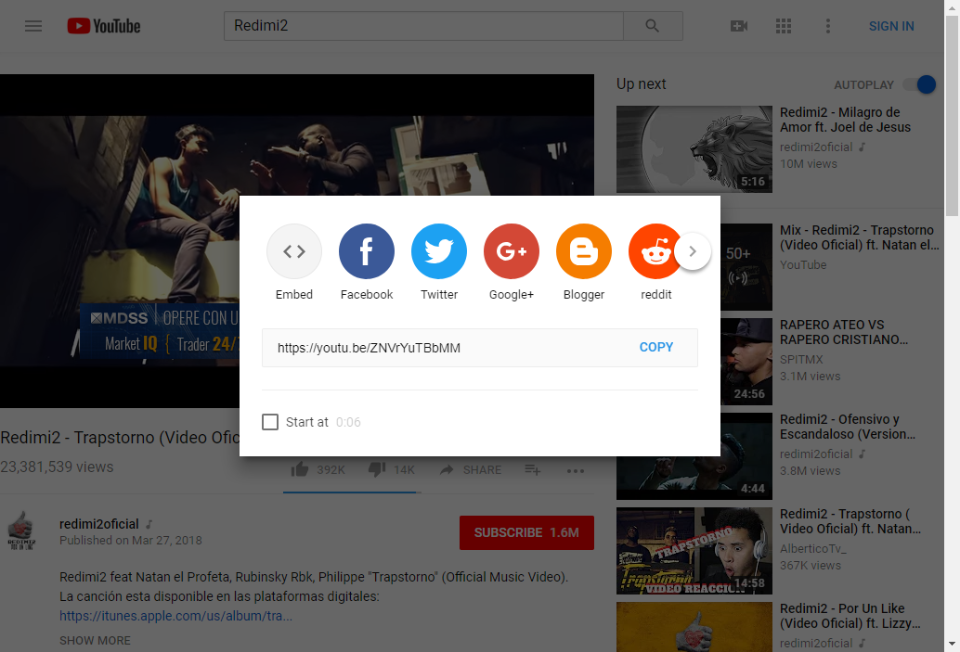 YouTube
Redimi2
SIGN IN
Up next
AUTOPLAY
Redimi2 - Milagro de
Amor ft. Joel de Jesus
redimi2oficial
10M views
5:16
Mix - Redimi2 - Trapstorno
(Video Oficial) ft. Natan el...
YouTube
50+
RAPERO ATEO VS
RAPERO CRISTIANO...
SPITMX
3.1M views
24:56
Redimi2 - Ofensivo y
Escandaloso (Version...
redimi2oficial
3.8M views
4:44
Redimi2 - Trapstorno (
Video Oficial) ft. Natan...
AlberticoTv_
367K views
TRAPSTORNO
Trapstorno
VIDEO REACCI...
14:58
Redimi2 - Por Un Like
(Video Oficial) ft. Lizzy...
redimi2oficial
Embed
Facebook
Twitter
Google+
Blogger
reddit
https://youtu.be/ZNVrYuTBbMM
COPY
Start at 0:06
MDSS OPERE CON U
Market IQ { Trader 24/
Redimi2 - Trapstorno (Video Ofic
23,381,539 views
392K
14K
SHARE
redimi2oficial
Published on Mar 27, 2018
SUBSCRIBE 1.6M
Redimi2 feat Natan el Profeta, Rubinsky Rbk, Philippe "Trapstorno" (Official Music Video).
La canción esta disponible en las plataformas digitales:
https://itunes.apple.com/us/album/tra...
SHOW MORE